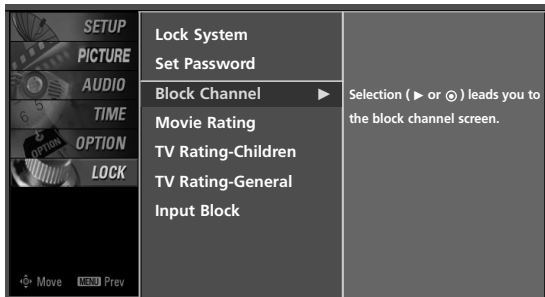 SETUP
PICTURE
AUDIO
TIME
OPTION
LOCK
Move MENU Prev
Lock System
Set Password
Block Channel ▶
Movie Rating
TV Rating-Children
TV Rating-General
Input Block
Selection ( ▶ or ⊙ ) leads you to
the block channel screen.